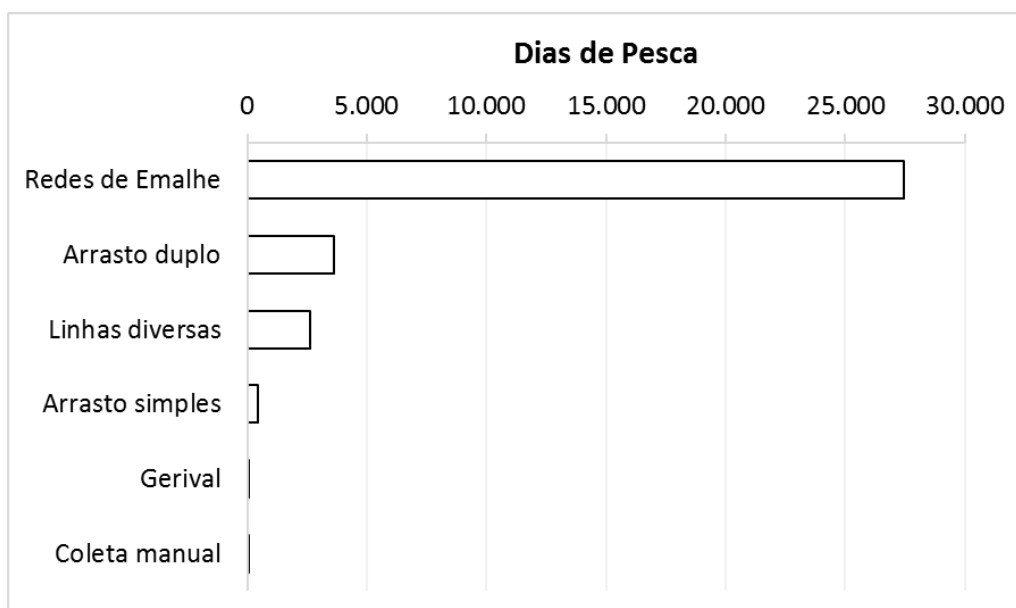 Dias de Pesca
0 5.000 10.000 15.000 20.000 25.000 30.000
Redes de Emalhe
Arrasto duplo
Linhas diversas
Arrasto simples
Gerival
Coleta manual